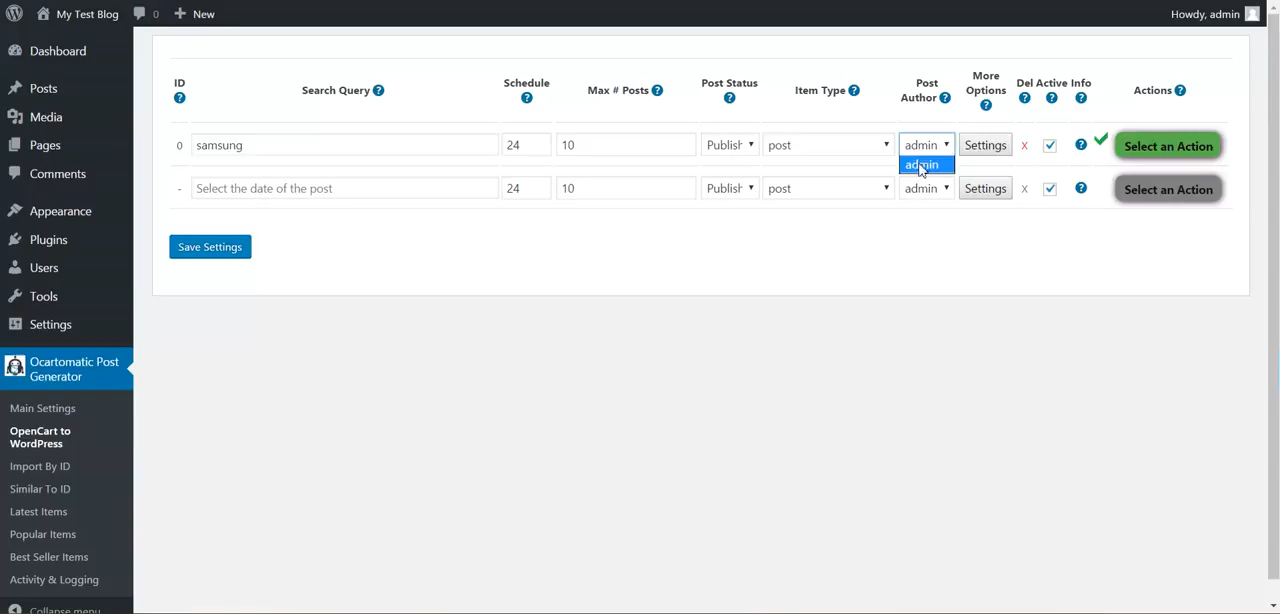 My Test Blog 0 New Howdy, admin
Dashboard
Posts
Media
Pages
Comments
Appearance
Plugins
Users
Tools
Settings
Ocartomatic Post
Generator
Main Settings
OpenCart to
WordPress
Import By ID
Similar To ID
Latest Items
Popular Items
Best Seller Items
Activity & Logging
Collapse menu
ID ?
Search Query ?
Schedule ?
Max # Posts ?
Post Status ?
Item Type ?
Post
Author ?
More
Options ?
Del ?
Active ?
Info ?
Actions ?
0 samsung 24 10 Publish post admin Settings X ? Select an Action
admin
- Select the date of the post 24 10 Publish post admin Settings X ? Select an Action
Save Settings